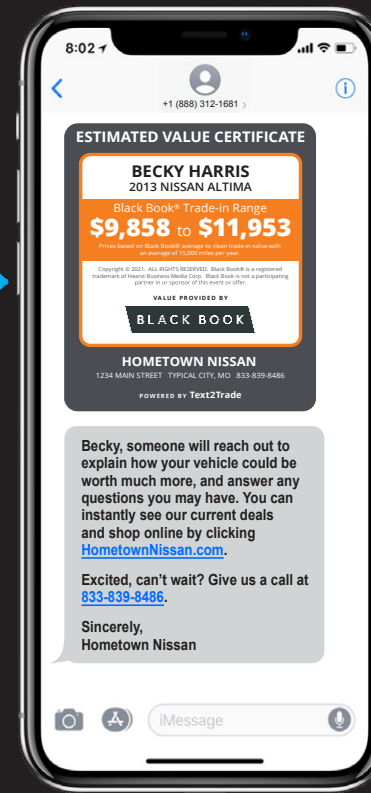 8:02
+1 (888) 312-1681 >
ESTIMATED VALUE CERTIFICATE
BECKY HARRIS
2013 NISSAN ALTIMA
Black Book® Trade-in Range
$9,858 to $11,953
Prices based on Black Book® average to clean trade-in value with
an average of 15,000 miles per year.
Copyright © 2021. ALL RIGHTS RESERVED. Black Book® is a registered
trademark of Hearst Business Media Corp. Black Book is not a participating
partner in or sponsor of this event or offer.
VALUE PROVIDED BY
BLACK BOOK
HOMETOWN NISSAN
1234 MAIN STREET TYPICAL CITY, MO 833-839-8486
POWERED BY Text2Trade
Becky, someone will reach out to
explain how your vehicle could be
worth much more, and answer any
questions you may have. You can
instantly see our current deals
and shop online by clicking
HometownNissan.com.
Excited, can’t wait? Give us a call at
833-839-8486.
Sincerely,
Hometown Nissan
iMessage